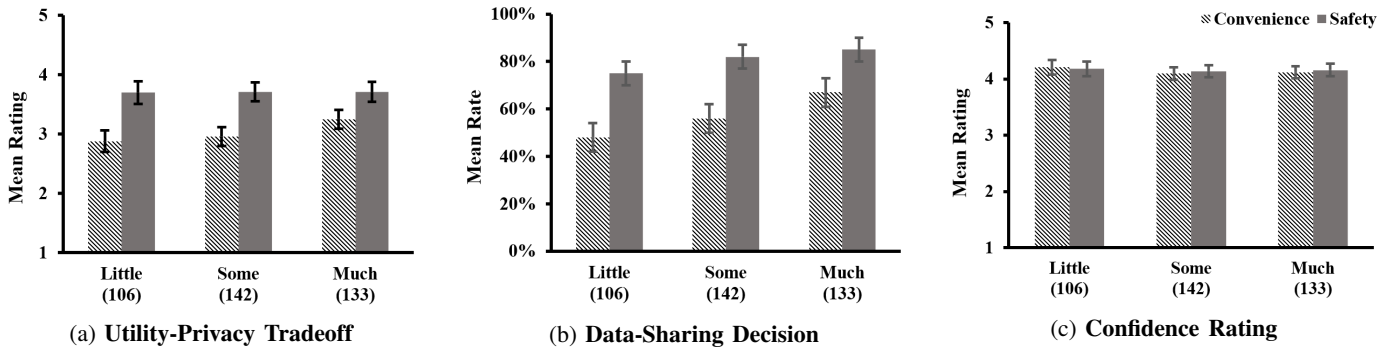 Mean Rating
5
4
3
2
1
Little
(106)
Some
(142)
Much
(133)
(a) Utility-Privacy Tradeoff
Mean Rate
100%
80%
60%
40%
20%
0%
Little
(106)
Some
(142)
Much
(133)
(b) Data-Sharing Decision
Convenience Safety
Mean Rating
5
4
3
2
1
Little
(106)
Some
(142)
Much
(133)
(c) Confidence Rating